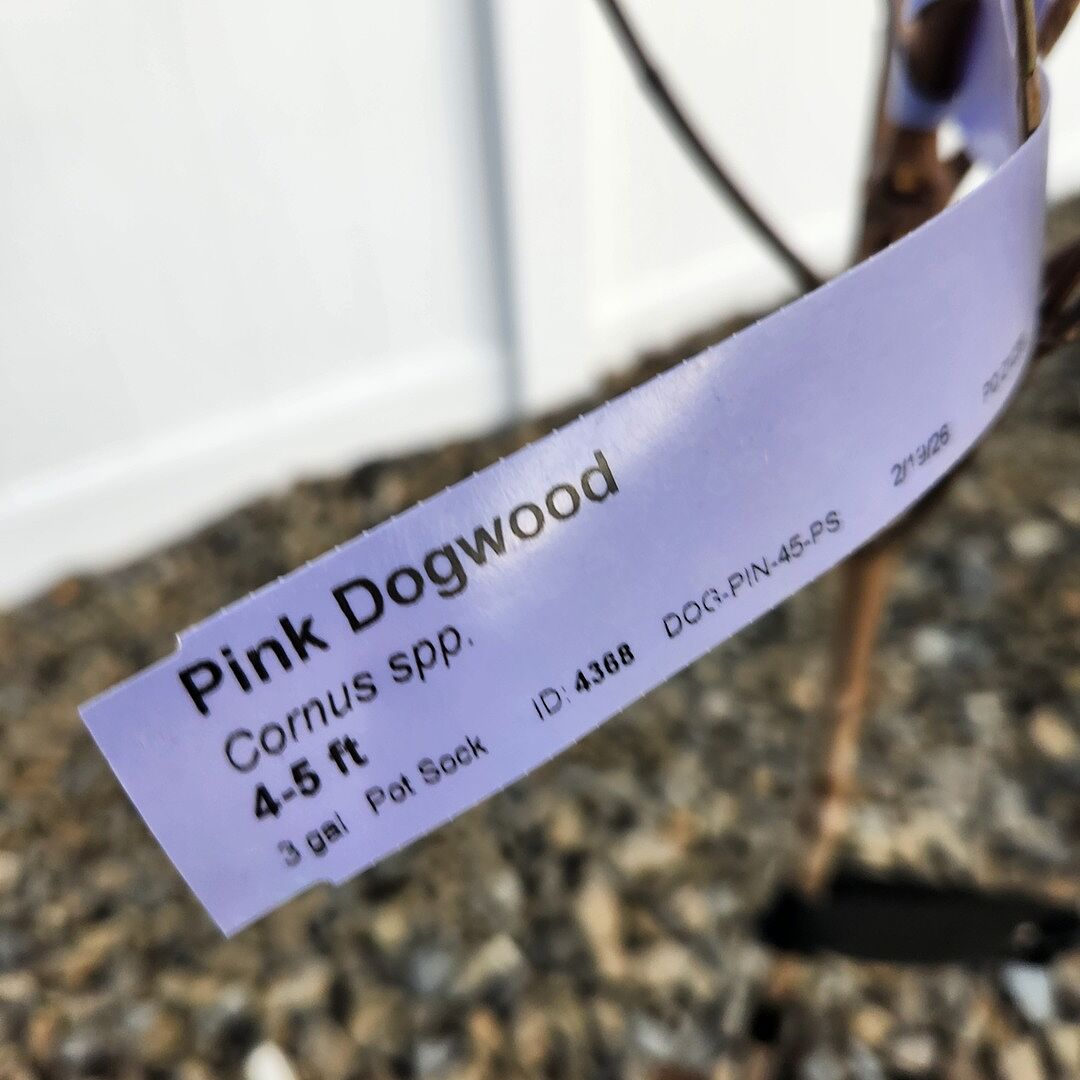 Pink Dogwood
Cornus spp.
4-5 ft
3 gal Pot Sock ID: 4368 DOG-PIN-45-PS 2/19/26